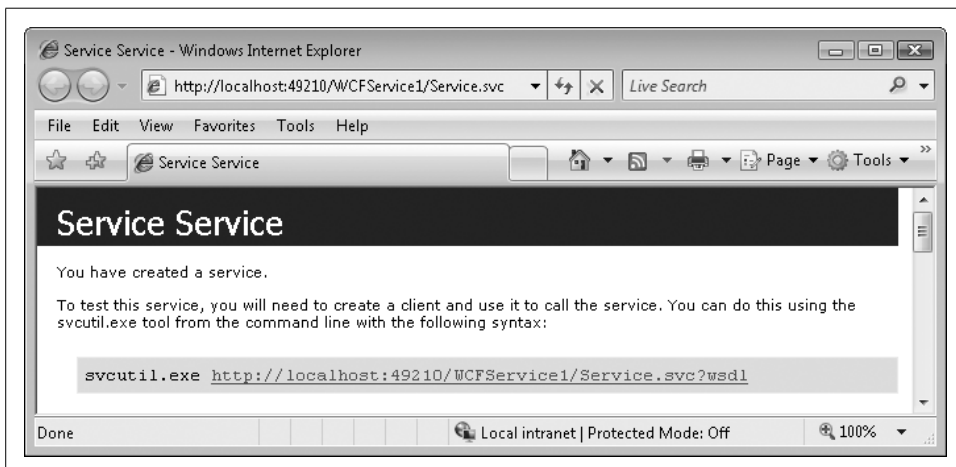 Service Service - Windows Internet Explorer
http://localhost:49210/WCFService1/Service.svc
Live Search
File Edit View Favorites Tools Help
Service Service
Page Tools »
Service Service
You have created a service.
To test this service, you will need to create a client and use it to call the service. You can do this using the
svcutil.exe tool from the command line with the following syntax:
svcutil.exe http://localhost:49210/WCFService1/Service.svc?wsdl
Done
Local intranet | Protected Mode: Off
100%